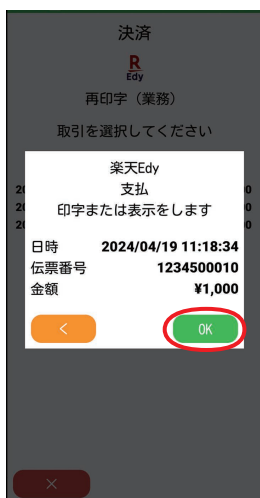 決済
R
Edy
再印字（業務）
取引を選択してください
楽天Edy
支払
印字または表示をします
日時 2024/04/19 11:18:34
伝票番号 1234500010
金額 ¥1,000
< OK
×